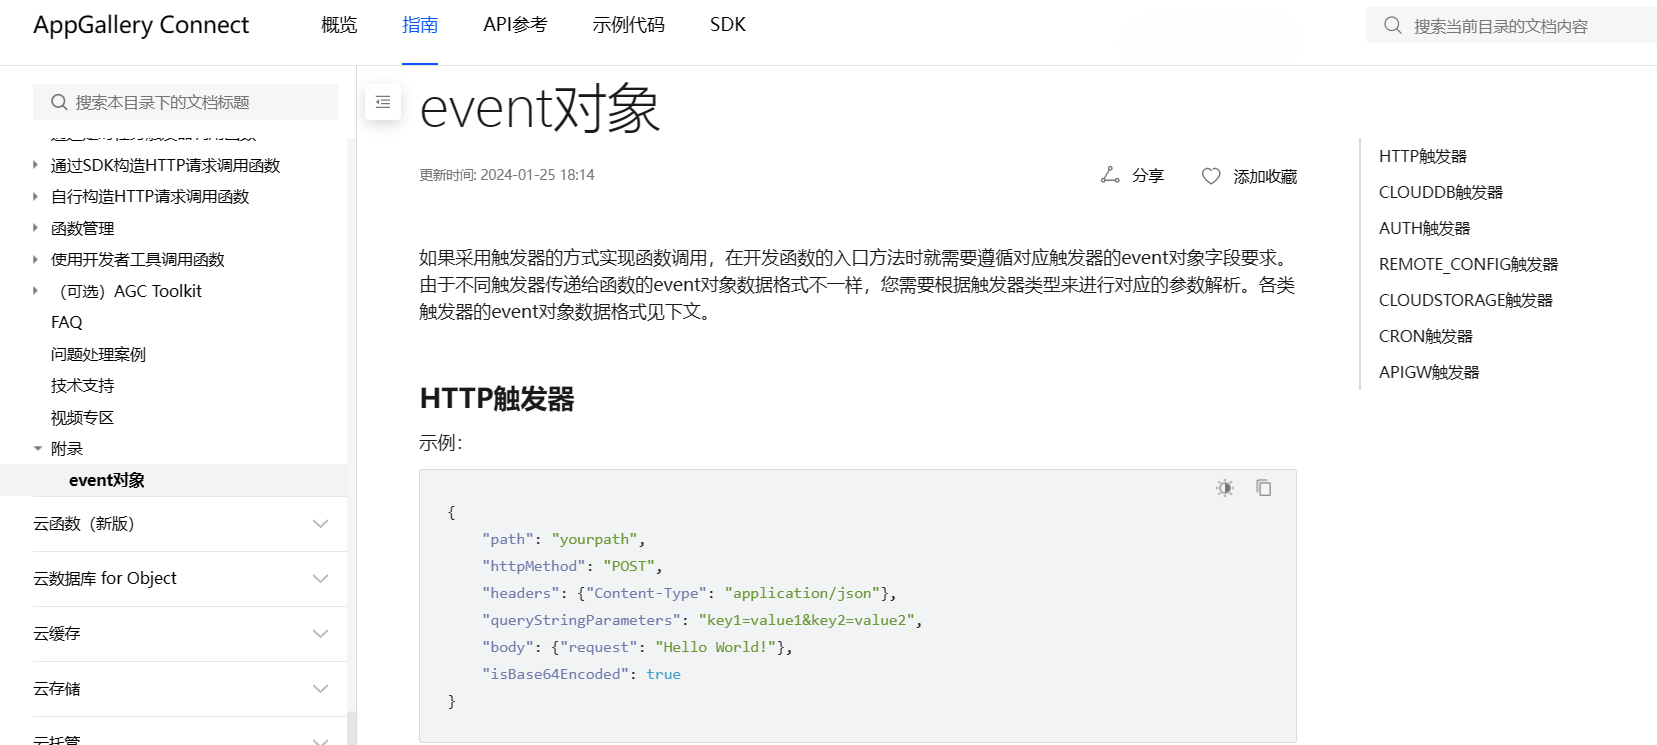 AppGallery Connect
概览
指南
API参考
示例代码
SDK
搜索当前目录的文档内容
搜索本目录下的文档标题
通过SDK构造HTTP请求调用函数
自行构造HTTP请求调用函数
函数管理
使用开发者工具调用函数
（可选）AGC Toolkit
FAQ
问题处理案例
技术支持
视频专区
附录
event对象
云函数（新版）
云数据库 for Object
云缓存
云存储
云托管
event对象
更新时间: 2024-01-25 18:14
分享
添加收藏
如果采用触发器的方式实现函数调用，在开发函数的入口方法时就需要遵循对应触发器的event对象字段要求。
由于不同触发器传递给函数的event对象数据格式不一样，您需要根据触发器类型来进行对应的参数解析。各类
触发器的event对象数据格式见下文。
HTTP触发器
示例：
{
"path": "yourpath",
"httpMethod": "POST",
"headers": {"Content-Type": "application/json"},
"queryStringParameters": "key1=value1&key2=value2",
"body": {"request": "Hello World!"},
"isBase64Encoded": true
}
HTTP触发器
CLOUDDB触发器
AUTH触发器
REMOTE_CONFIG触发器
CLOUDSTORAGE触发器
CRON触发器
APIGW触发器